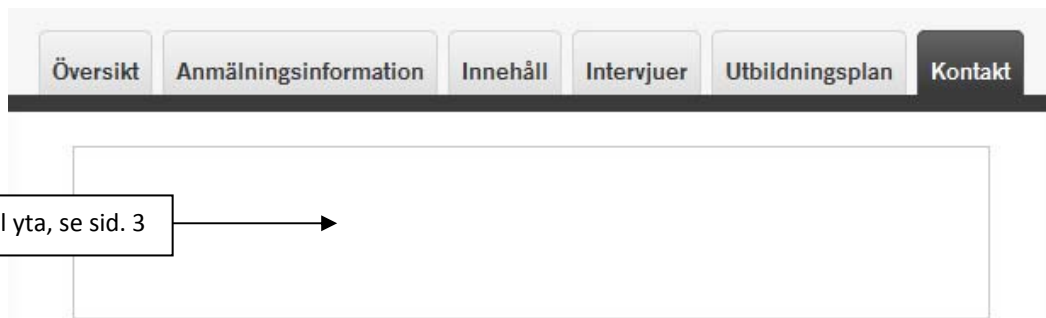 Översikt Anmälningsinformation Innehåll Intervjuer Utbildningsplan Kontakt
l yta, se sid. 3